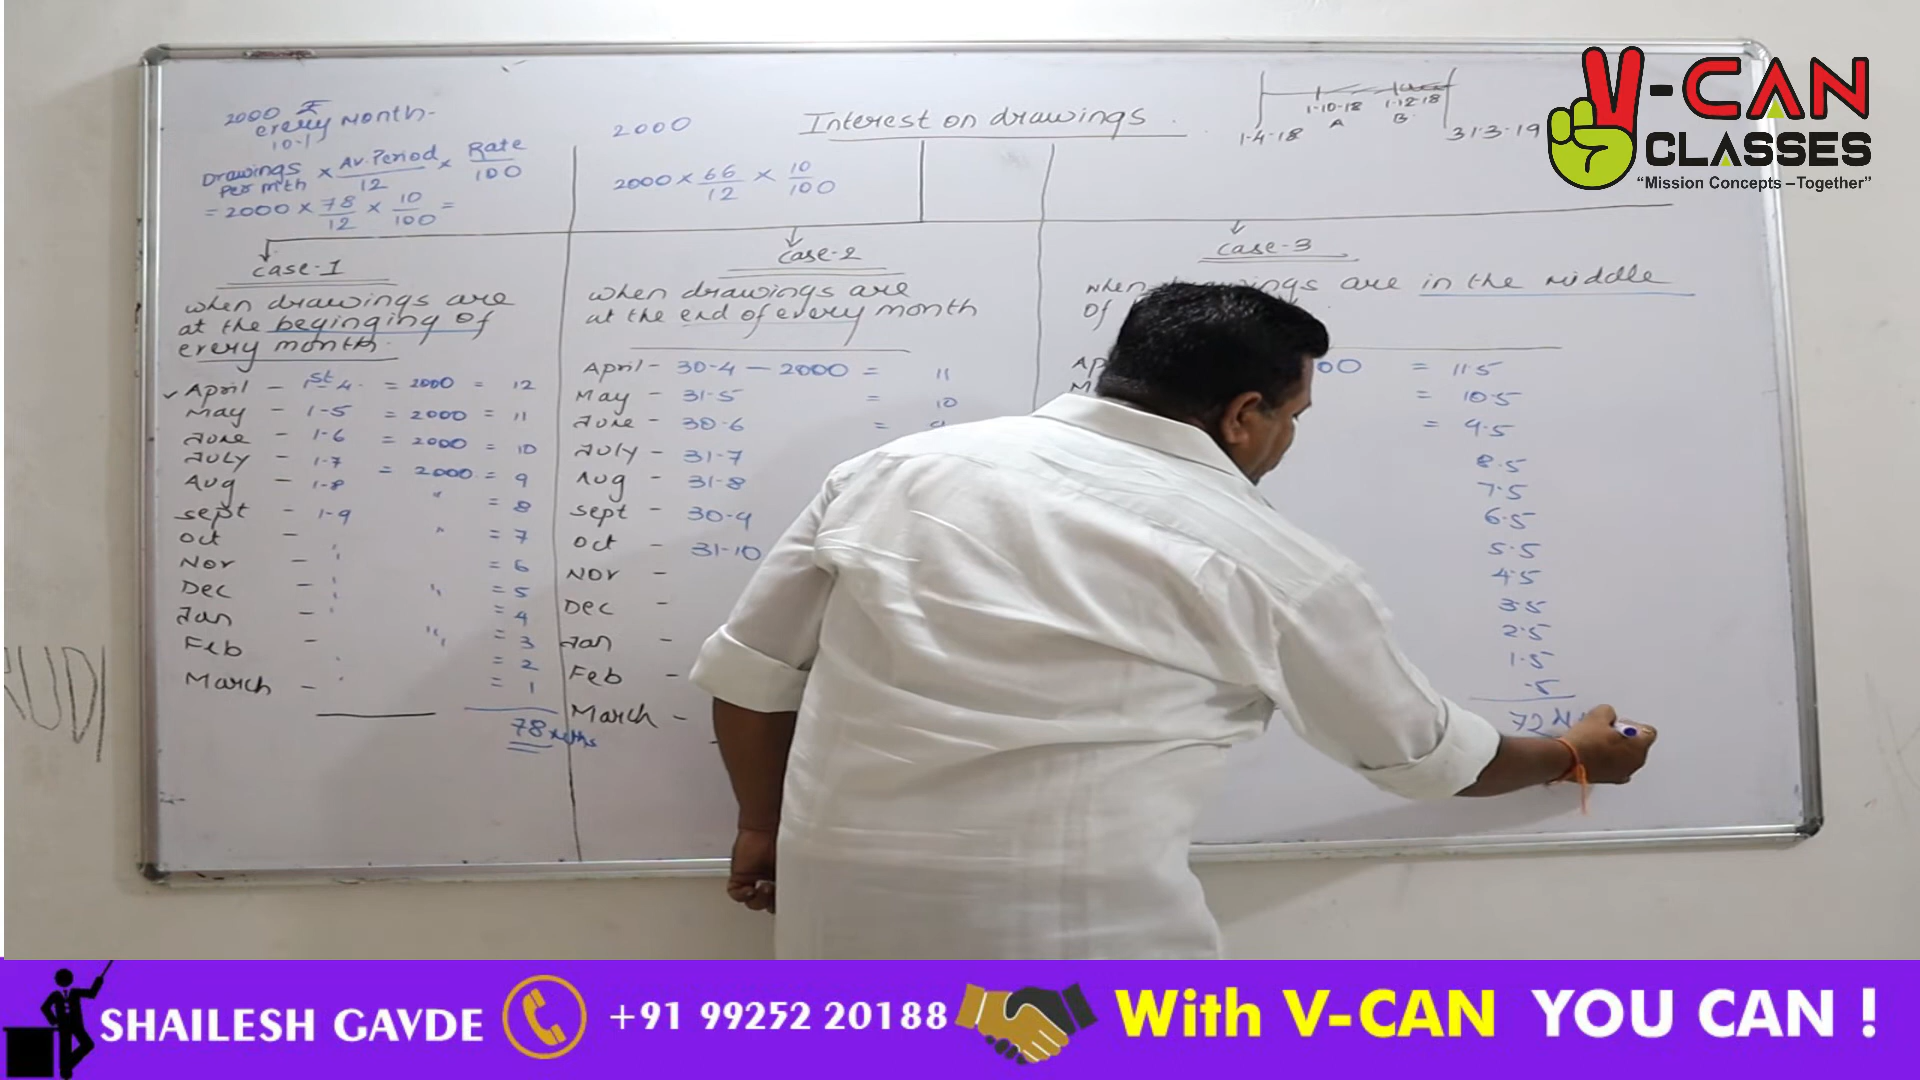 2000 ₹
every month-
10-1
Drawings Per mth × Av. Period / 12 × Rate / 100
= 2000 × 78/12 × 10/100 =
2000
2000 × 66/12 × 10/100
Interest on drawings
1-10-18 1-12-18
A B
1-4-18 31-3-19
V-CAN
CLASSES
"Mission Concepts –Together"
Case-1
when drawings are
at the beginging of
every month.
✓ April - 1st 4. = 2000 = 12
May - 1-5 = 2000 = 11
June - 1-6 = 2000 = 10
July - 1-7 = 2000 = 9
Aug - 1-8 " = 8
Sept - 1-9 " = 7
Oct - = 6
Nov - = 5
Dec - " = 4
Jan - " = 3
Feb - = 2
March - = 1
78 mths
Case-2
when drawings are
at the end of every month
April - 30-4 - 2000 = 11
May - 31-5 = 10
June - 30-6 =
July - 31-7
Aug - 31-8
Sept - 30-9
Oct - 31-10
Nov -
Dec -
Jan -
Feb -
March -
Case-3
when are in the middle
Of
00 = 11.5
= 10.5
= 9.5
8.5
7.5
6.5
5.5
4.5
3.5
2.5
1.5
.5
72
RUDI
SHAILESH GAVDE
+91 99252 20188
With V-CAN YOU CAN !